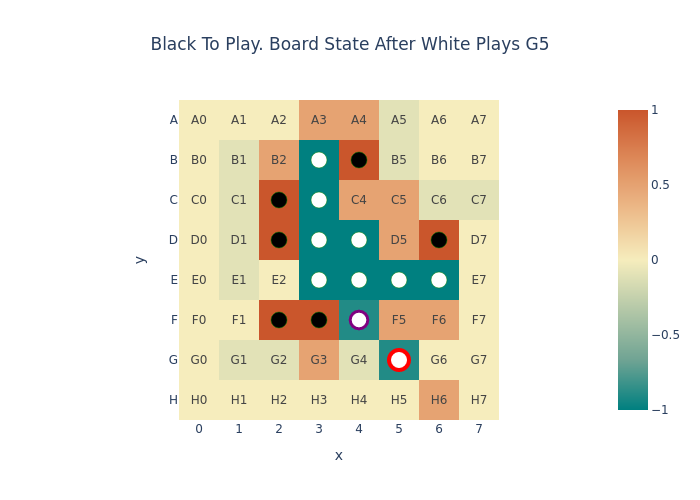 Black To Play. Board State After White Plays G5
A A0 A1 A2 A3 A4 A5 A6 A7
B B0 B1 B2 B5 B6 B7
C C0 C1 C4 C5 C6 C7
D D0 D1 D5 D7
E E0 E1 E2 E7
F F0 F1 F5 F6 F7
G G0 G1 G2 G3 G4 G6 G7
H H0 H1 H2 H3 H4 H5 H6 H7
0 1 2 3 4 5 6 7
x
y
1
0.5
0
−0.5
−1